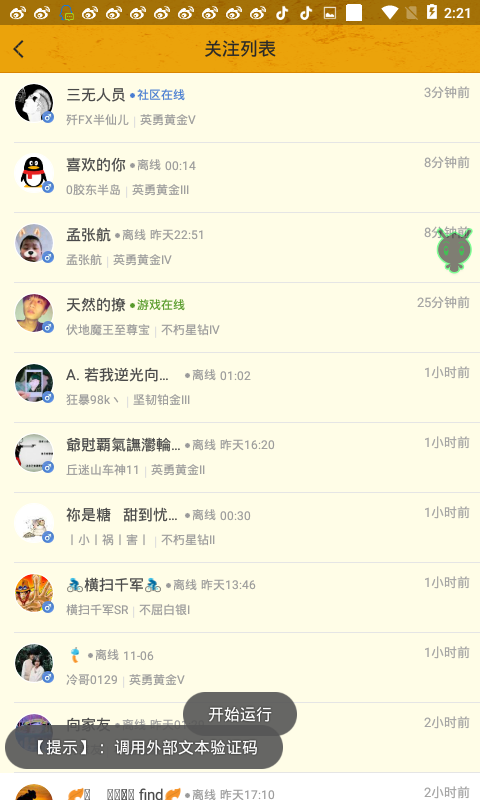 2:21
关注列表
三无人员 •社区在线 3分钟前
歼FX半仙儿 | 英勇黄金V
喜欢的你 •离线 00:14 8分钟前
0胶东半岛 | 英勇黄金III
孟张航 •离线 昨天22:51 8分钟前
孟张航 | 英勇黄金IV
天然的撩 •游戏在线 25分钟前
伏地魔王至尊宝 | 不朽星钻IV
A. 若我逆光向... •离线 01:02 1小时前
狂暴98k丶 | 坚韧铂金III
•离线 昨天16:20 1小时前
丘迷山车神11 | 英勇黄金II
祢是糖 甜到忧... •离线 00:30 1小时前
丨小丨祸丨害丨 | 不朽星钻II
🚴横扫千军🚴 •离线 昨天13:46 1小时前
横扫千军SR | 不屈白银I
•离线 11-06 1小时前
冷哥0129 | 英勇黄金V
开始运行
向家友 •离线 2小时前
【提示】：调用外部文本验证码
find •离线 昨天17:10 2小时前